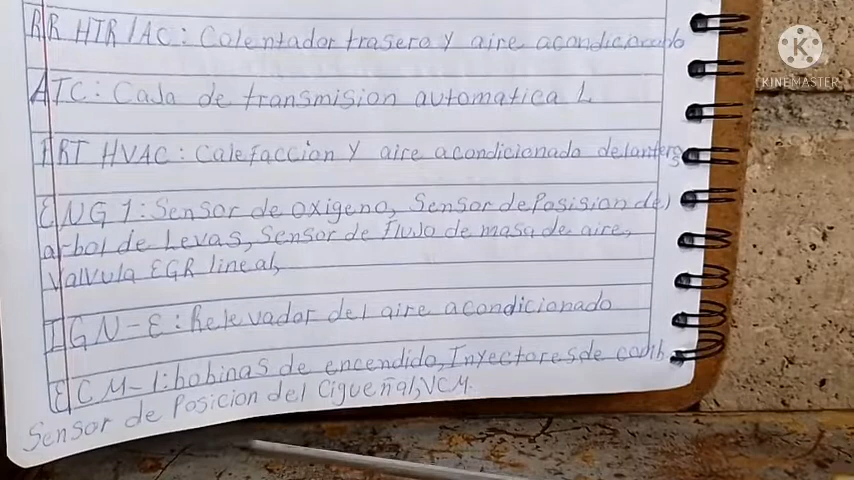 RR HTR/AC: Calentador trasero y aire acondicionado
ATC: Caja de transmision automatica L
FRT HVAC: Calefaccion Y aire acondicionado delantero
ENG 1: Sensor de oxigeno, Sensor de Posision del
arbol de Levas, Sensor de Flujo de masa de aire,
Valvula EGR lineal,
IGN-E: Relevador del aire acondicionado
ECM-1: bobinas de encendido, Inyectores de comb
Sensor de Posicion del Cigueñal, VCM.
K
KINEMASTER